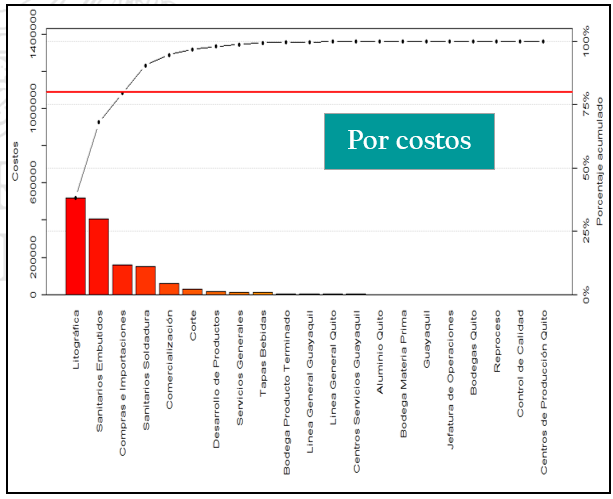 Por costos
Costos
0
200000
600000
1000000
1400000
Porcentaje acumulado
0%
25%
50%
75%
100%
Litográfica
Sanitarios Embutidos
Compras e Importaciones
Sanitarios Soldadura
Comercialización
Corte
Desarrollo de Productos
Servicios Generales
Tapas Bebidas
Bodega Producto Terminado
Linea General Guayaquil
Linea General Quito
Centros Servicios Guayaquil
Aluminio Quito
Bodega Materia Prima
Guayaquil
Jefatura de Operaciones
Bodegas Quito
Reproceso
Control de Calidad
Centros de Producción Quito